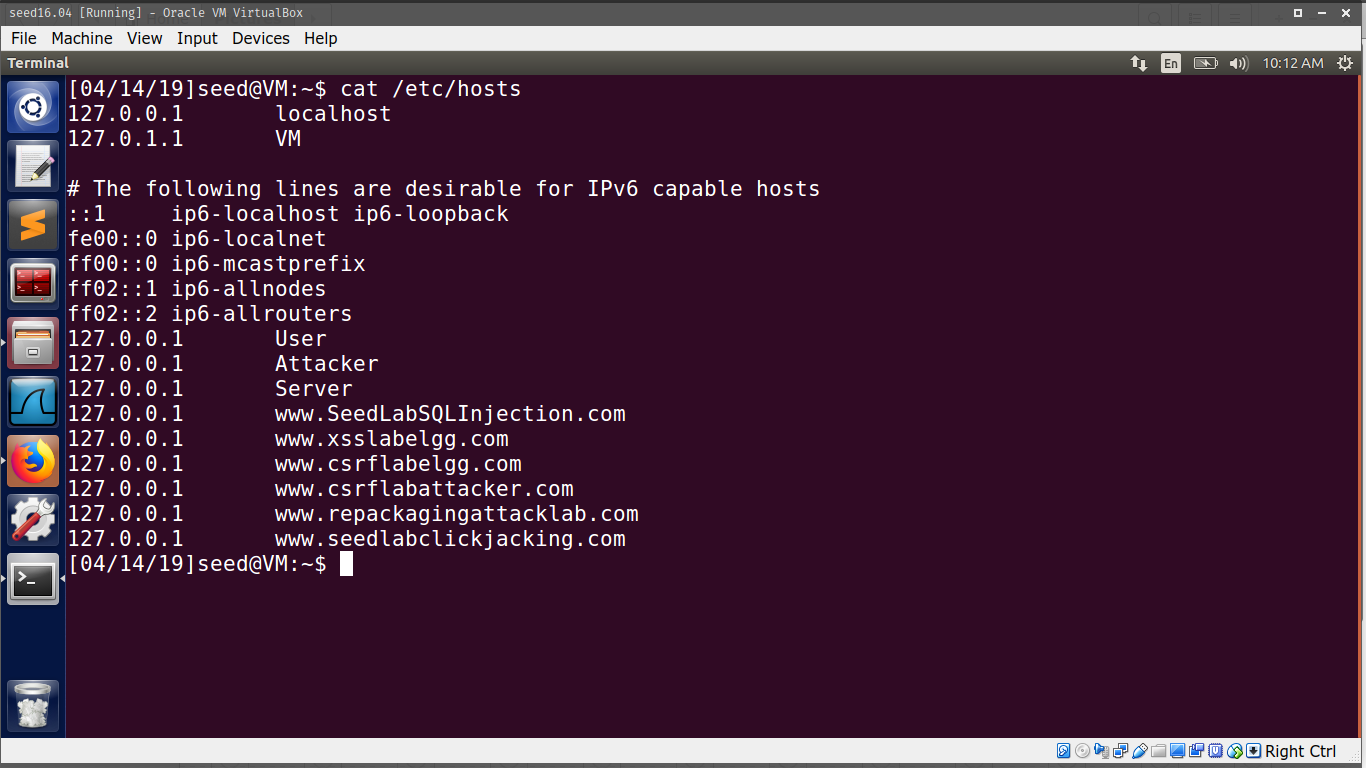 seed16.04 [Running] - Oracle VM VirtualBox
File Machine View Input Devices Help
Terminal En 10:12 AM
[04/14/19]seed@VM:~$ cat /etc/hosts
127.0.0.1       localhost
127.0.1.1       VM

# The following lines are desirable for IPv6 capable hosts
::1     ip6-localhost ip6-loopback
fe00::0 ip6-localnet
ff00::0 ip6-mcastprefix
ff02::1 ip6-allnodes
ff02::2 ip6-allrouters
127.0.0.1       User
127.0.0.1       Attacker
127.0.0.1       Server
127.0.0.1       www.SeedLabSQLInjection.com
127.0.0.1       www.xsslabelgg.com
127.0.0.1       www.csrflabelgg.com
127.0.0.1       www.csrflabattacker.com
127.0.0.1       www.repackagingattacklab.com
127.0.0.1       www.seedlabclickjacking.com
[04/14/19]seed@VM:~$
Right Ctrl